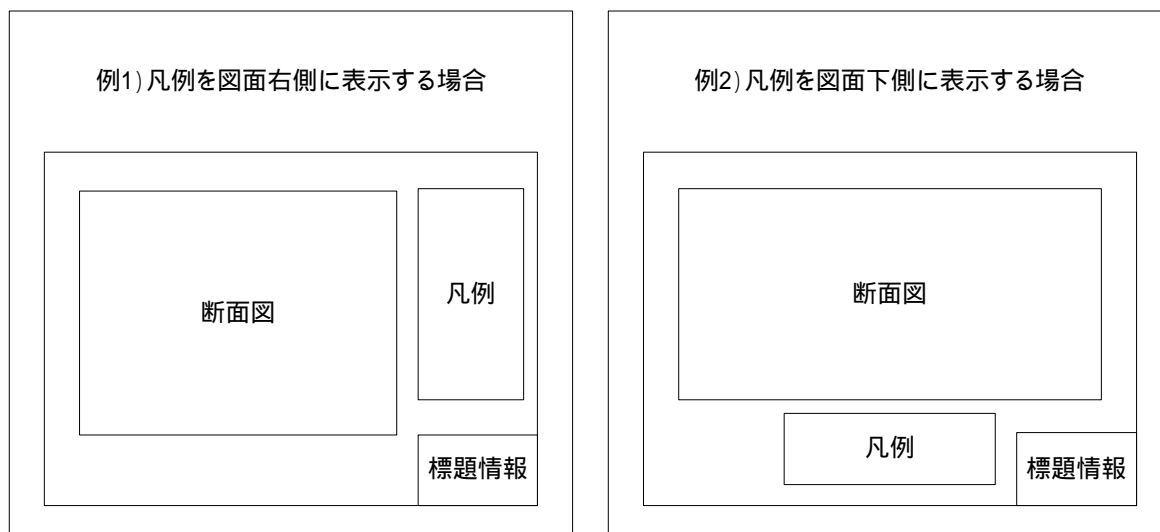 例1)凡例を図面右側に表示する場合
断面図
凡例
標題情報
例2)凡例を図面下側に表示する場合
断面図
凡例
標題情報